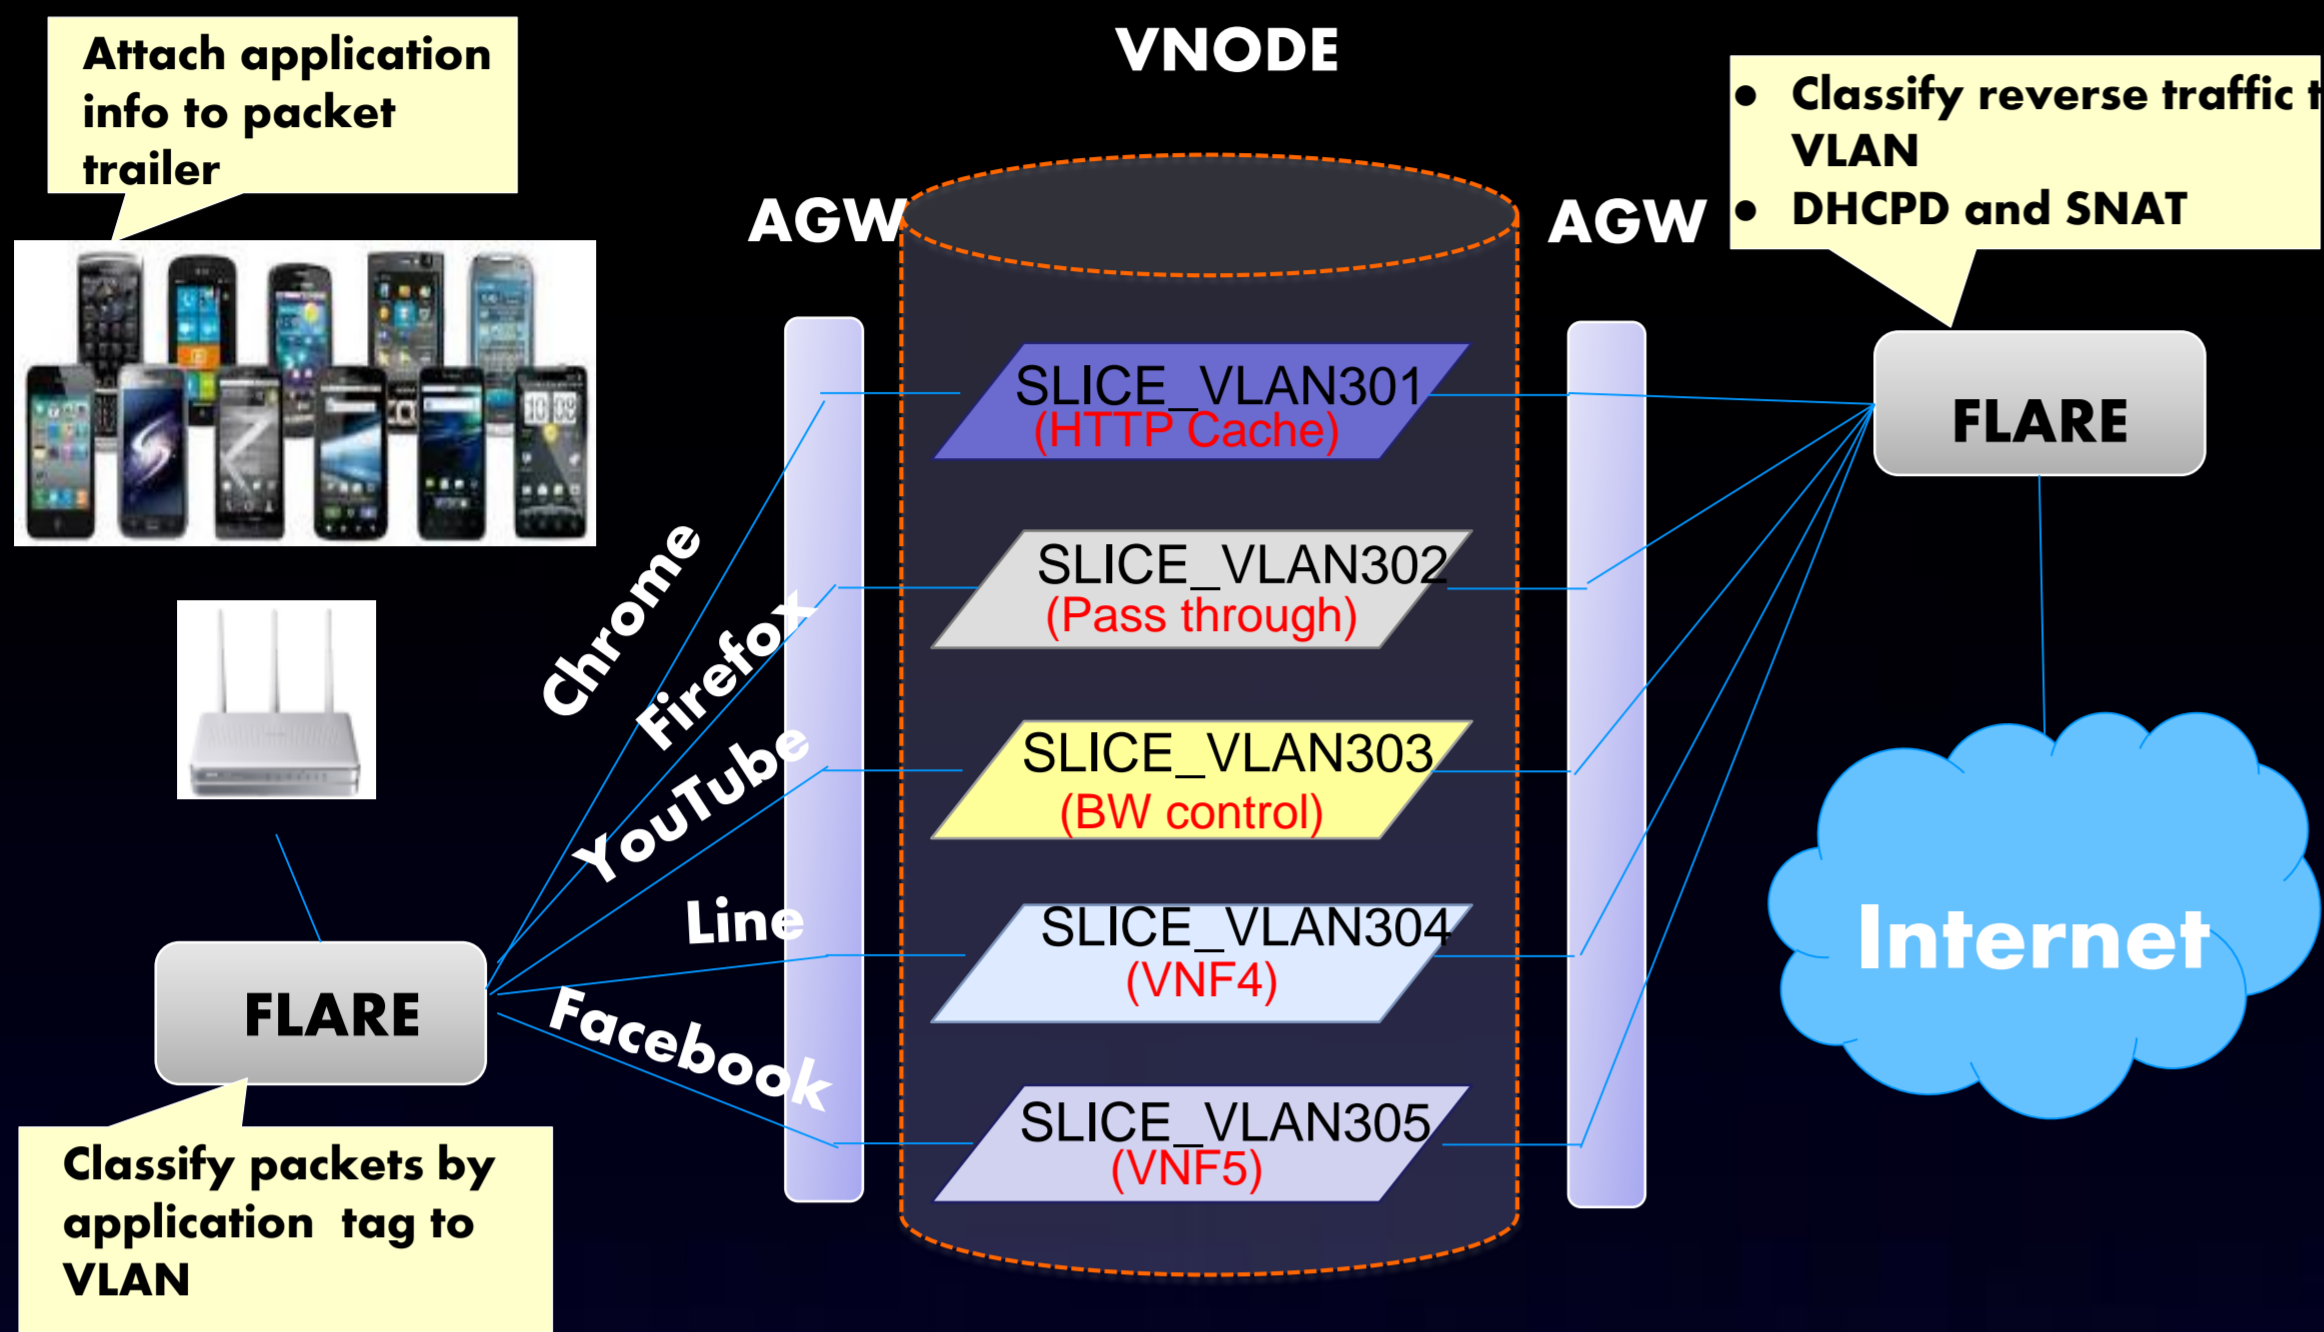 Attach application
info to packet
trailer
VNODE
● Classify reverse traffic t
VLAN
● DHCPD and SNAT
AGW
AGW
SLICE_VLAN301
(HTTP Cache)
FLARE
Chrome
SLICE_VLAN302
(Pass through)
Firefox
SLICE_VLAN303
(BW control)
YouTube
Line
SLICE_VLAN304
(VNF4)
Internet
FLARE
Facebook
SLICE_VLAN305
(VNF5)
Classify packets by
application tag to
VLAN